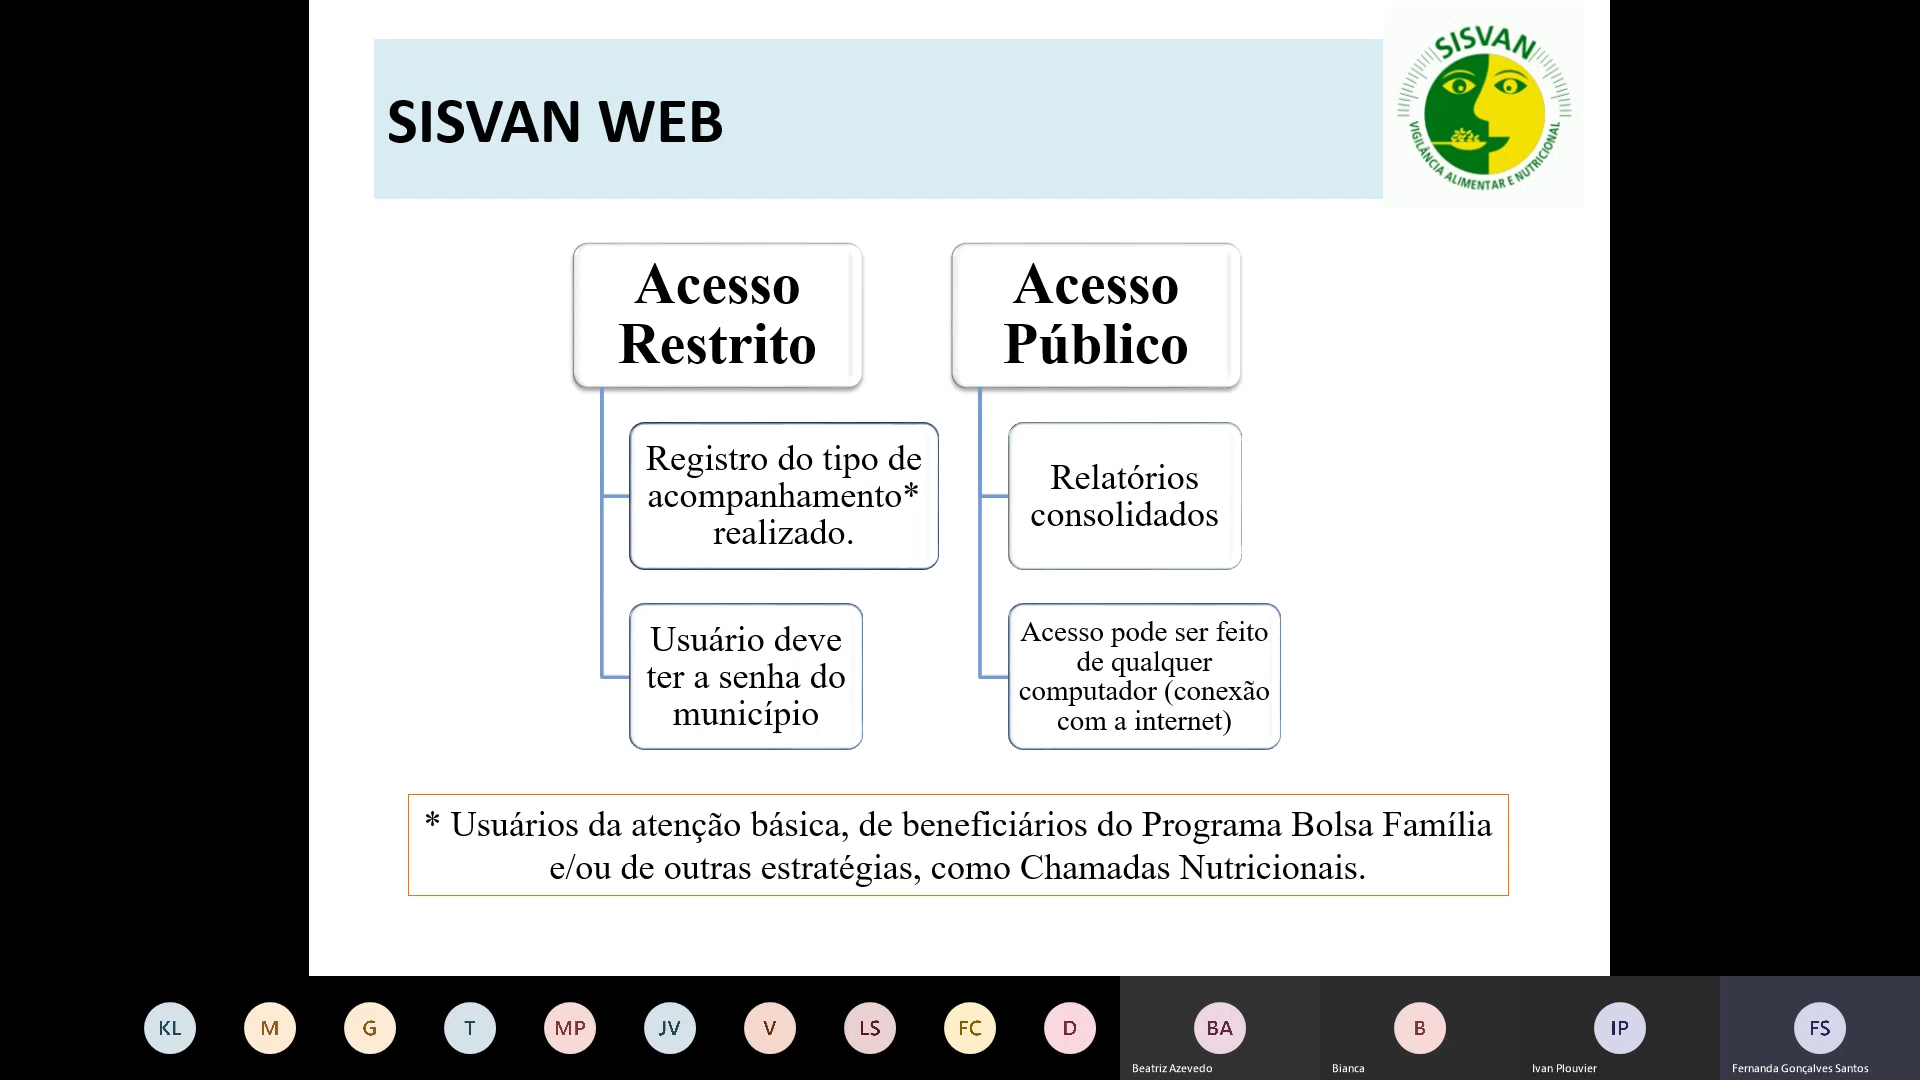 SISVAN WEB
SISVAN
VIGILÂNCIA ALIMENTAR E NUTRICIONAL
Acesso
Restrito
Registro do tipo de
acompanhamento*
realizado.
Usuário deve
ter a senha do
município
Acesso
Público
Relatórios
consolidados
Acesso pode ser feito
de qualquer
computador (conexão
com a internet)
* Usuários da atenção básica, de beneficiários do Programa Bolsa Família
e/ou de outras estratégias, como Chamadas Nutricionais.
KL
M
G
T
MP
JV
V
LS
FC
D
BA
B
IP
FS
Beatriz Azevedo
Bianca
Ivan Plouvier
Fernanda Gonçalves Santos